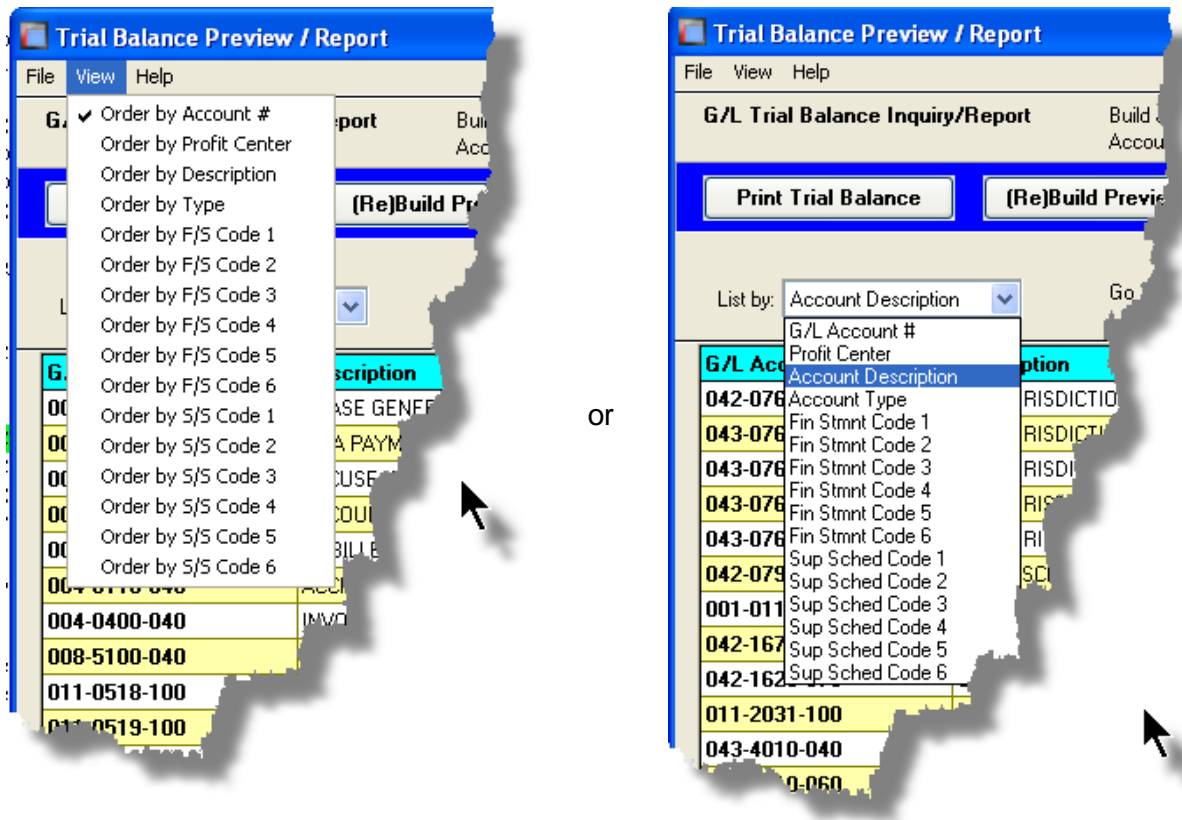 Trial Balance Preview / Report
File View Help
Order by Account #
Order by Profit Center
Order by Description
Order by Type
Order by F/S Code 1
Order by F/S Code 2
Order by F/S Code 3
Order by F/S Code 4
Order by F/S Code 5
Order by F/S Code 6
Order by S/S Code 1
Order by S/S Code 2
Order by S/S Code 3
Order by S/S Code 4
Order by S/S Code 5
Order by S/S Code 6
(Re)Build
004-0400-040
008-5100-040
011-0518-100
011-0519-100
or
Trial Balance Preview / Report
File View Help
G/L Trial Balance Inquiry/Report Build
Print Trial Balance (Re)Build Previe
List by: Account Description Go
G/L Account #
Profit Center
Account Description
Account Type
Fin Stmnt Code 1
Fin Stmnt Code 2
Fin Stmnt Code 3
Fin Stmnt Code 4
Fin Stmnt Code 5
Fin Stmnt Code 6
Sup Sched Code 1
Sup Sched Code 2
Sup Sched Code 3
Sup Sched Code 4
Sup Sched Code 5
Sup Sched Code 6
G/L Acc ption
042-076
043-076
043-076
043-076
043-076
042-079
001-011
042-167
011-2031-100
043-4010-040